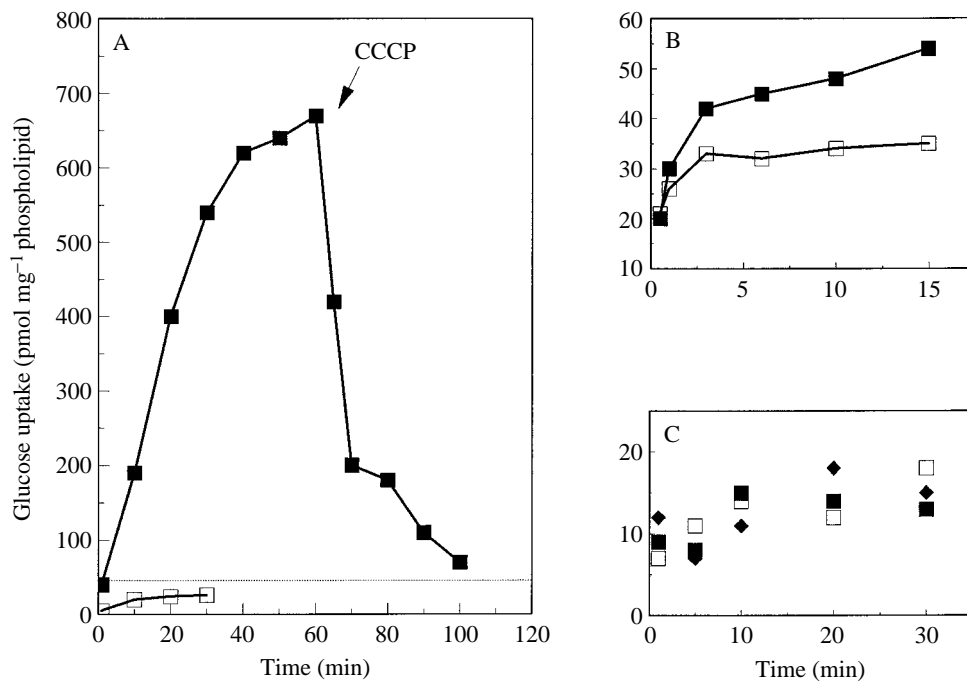 A
CCCP
Glucose uptake (pmol mg⁻¹ phospholipid)
800
700
600
500
400
300
200
100
0
0 20 40 60 80 100 120
Time (min)
B
60
50
40
30
20
10
0 5 10 15
C
20
10
0
0 10 20 30
Time (min)